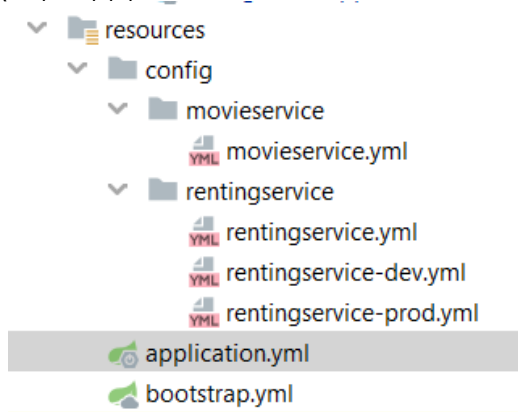 resources
config
movieservice
YML movieservice.yml
rentingservice
YML rentingservice.yml
YML rentingservice-dev.yml
YML rentingservice-prod.yml
application.yml
bootstrap.yml